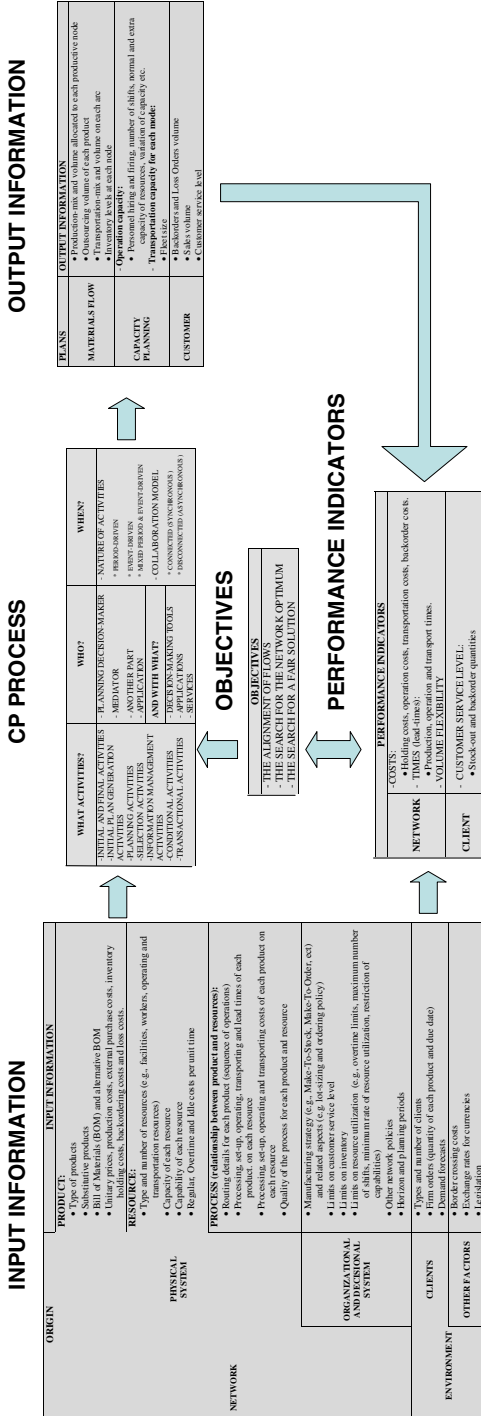 INPUT INFORMATION
ORIGIN
INPUT INFORMATION
NETWORK
PHYSICAL
SYSTEM
PRODUCT:
• Type of products
• Substitutive products
• Bill of Materials (BOM) and alternative BOM
• Unitary prices, production costs, external purchase costs, inventory
holding costs, backordering costs and loss costs.
RESOURCE:
• Type and number of resources (e.g., facilities, workers, operating and
transportation resources)
• Capacity of each resource
• Capability of each resource
• Regular, Overtime and Idle costs per unit time
PROCESS (relationship between product and resources):
• Routing details for each product (sequence of operations)
• Processing, set-up, operating, transporting and lead times of each
product. on each resource.
• Processing, set-up, operating and transporting costs of each product on
each resource
• Quality of the process for each product and resource
ORGANIZATIONAL
AND DECISIONAL
SYSTEM
• Manufacturing strategy (e.g., Make-To-Stock, Make-To-Order, ect)
and related aspects (e.g. lot-sizing and ordering policy)
• Limits on customer service level
• Limits on inventory
• Limits on resource utilization (e.g., overtime limits, maximum number
of shifts, minimum rate of resource utilization, restriction of
capabilities)
• Other network policies
• Horizon and planning periods
ENVIRONMENT
CLIENTS
• Types and number of clients
• Firm orders (quantity of each product and due date)
• Demand forecasts
OTHER FACTORS
• Border crossing costs
• Exchange rates for currencies
• Legislation
CP PROCESS
WHAT ACTIVITIES?
-INITIAL AND FINAL ACTIVITIES
-INITIAL PLAN GENERATION
ACTIVITIES
-PLANNING ACTIVITIES
-SELECTION ACTIVITIES
-INFORMATION MANAGEMENT
ACTIVITIES
-CONDITIONAL ACTIVITIES
-TRANSACTIONAL ACTIVITIES
WHO?
- PLANNING DECISION-MAKER
- MEDIATOR
- ANOTHER PART
- APPLICATION
AND WITH WHAT?
- DECISION-MAKING TOOLS
- APPLICATIONS
- SERVICES
WHEN?
- NATURE OF ACTIVITIES
* PERIOD-DRIVEN
* EVENT-DRIVEN
* MIXED PERIOD & EVENT-DRIVEN
- COLLABORATION MODEL
* CONNECTED (SYNCHRONOUS)
* DISCONNECTED (ASYNCHRONOUS)
OBJECTIVES
OBJECTIVES
- THE ALIGNMENT OF FLOWS
- THE SEARCH FOR THE NETWORK OPTIMUM
- THE SEARCH FOR A FAIR SOLUTION
PERFORMANCE INDICATORS
PERFORMANCE INDICATORS
NETWORK
- COSTS:
• Holding costs, operation costs, transportation costs, backorder costs.
- TIMES (lead-times):
• Production, operation and transport times.
- VOLUME FLEXIBILITY
CLIENT
- CUSTOMER SERVICE LEVEL:
• Stock-out and backorder quantities
OUTPUT INFORMATION
PLANS
OUTPUT INFORMATION
MATERIALS FLOW
• Production-mix and volume allocated to each productive node
• Outsourcing volume of each product
• Transportation-mix and volume on each arc
• Inventory levels at each node
CAPACITY
PLANNING
- Operation capacity:
• Personnel hiring and firing, number of shifts, normal and extra
capacity of resources, variation of capacity etc.
- Transportation capacity for each mode:
• Fleet size
CUSTOMER
• Backorders and Loss Orders volume
• Sales volume
• Customer service level